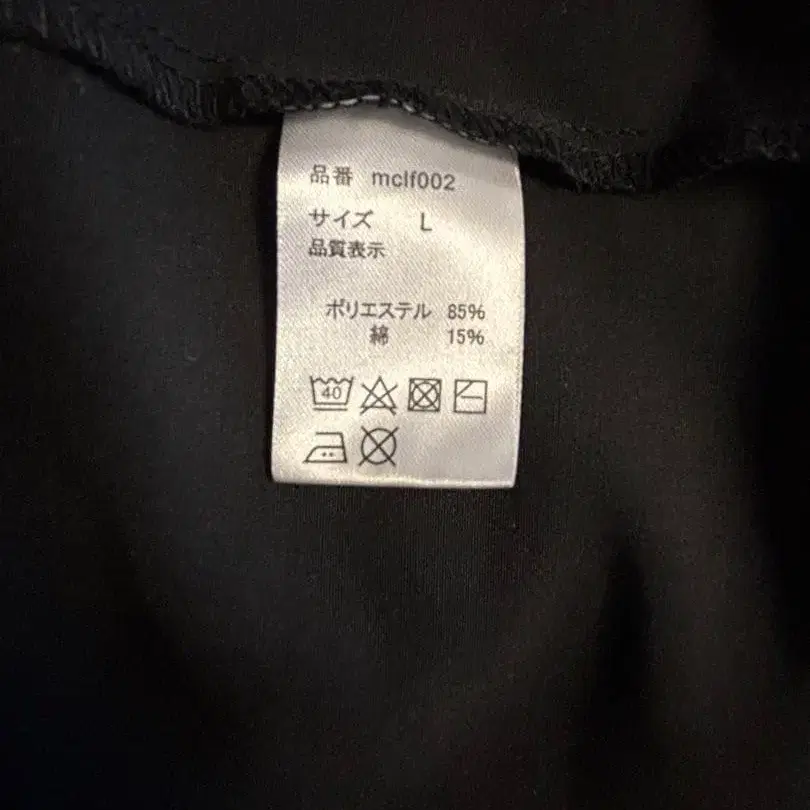 品番 mclf002
サイズ L
品質表示
ポリエステル 85%
綿 15%
40